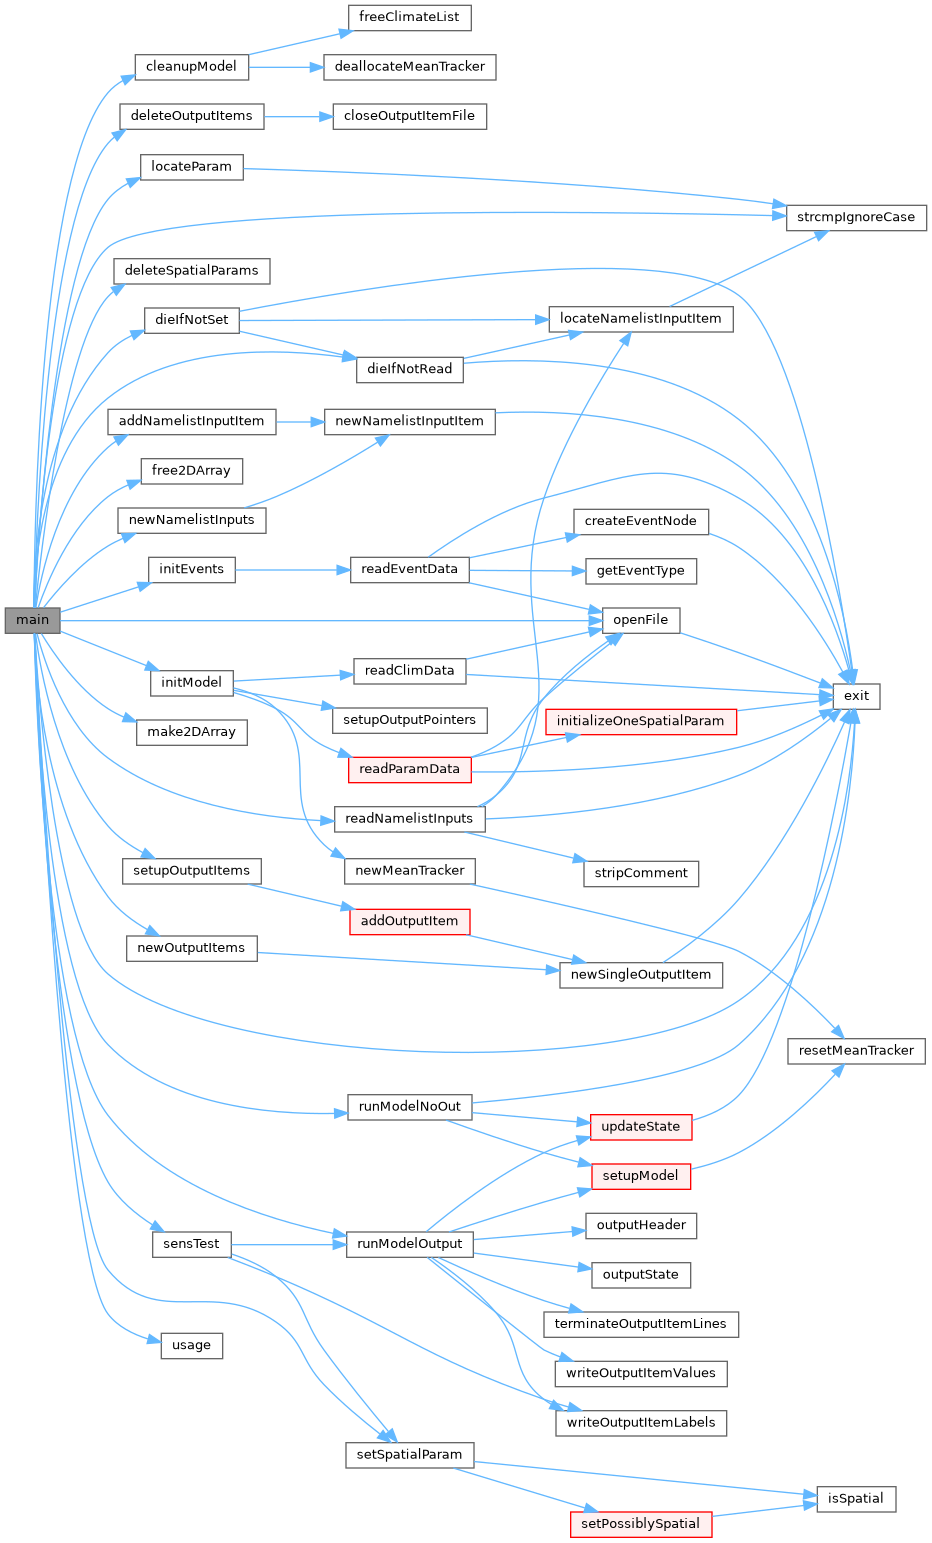 freeClimateList
cleanupModel
deallocateMeanTracker
deleteOutputItems
closeOutputItemFile
locateParam
strcmpIgnoreCase
deleteSpatialParams
dieIfNotSet
locateNamelistInputItem
dieIfNotRead
addNamelistInputItem
newNamelistInputItem
free2DArray
newNamelistInputs
createEventNode
initEvents
readEventData
getEventType
main
openFile
initModel
readClimData
exit
setupOutputPointers
initializeOneSpatialParam
make2DArray
readParamData
readNamelistInputs
setupOutputItems
newMeanTracker
stripComment
addOutputItem
newOutputItems
newSingleOutputItem
resetMeanTracker
runModelNoOut
updateState
setupModel
outputHeader
sensTest
runModelOutput
outputState
terminateOutputItemLines
usage
writeOutputItemValues
writeOutputItemLabels
setSpatialParam
isSpatial
setPossiblySpatial